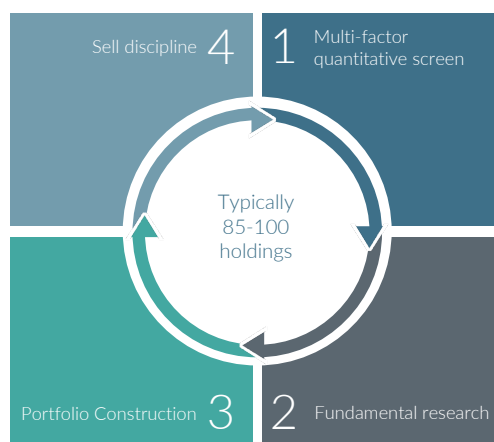 Sell discipline 4
1 Multi-factor
quantitative screen
Typically
85-100
holdings
Portfolio Construction 3
2 Fundamental research